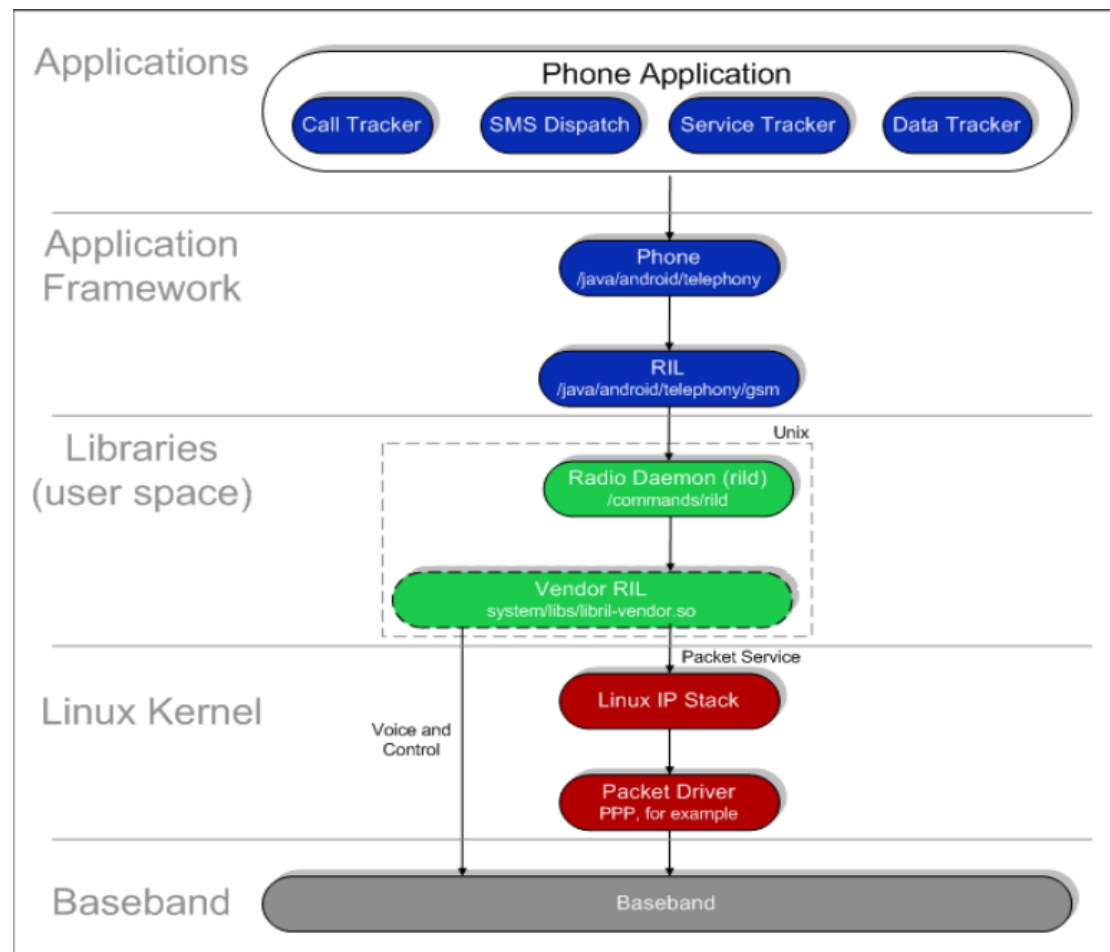 Applications
Phone Application
Call Tracker
SMS Dispatch
Service Tracker
Data Tracker
Application
Framework
Phone
/java/android/telephony
RIL
/java/android/telephony/gsm
Libraries
(user space)
Unix
Radio Daemon (rild)
/commands/rild
Vendor RIL
system/libs/libril-vendor.so
Packet Service
Linux Kernel
Linux IP Stack
Voice and
Control
Packet Driver
PPP, for example
Baseband
Baseband